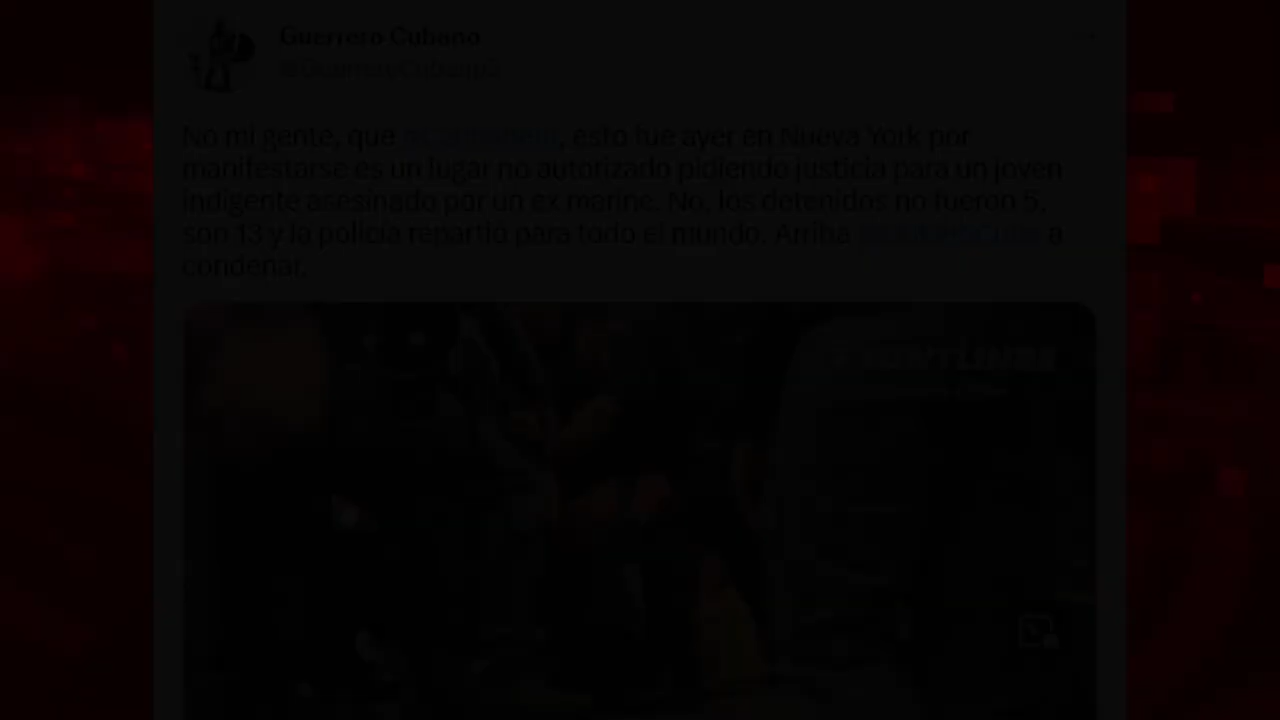 Guerrero Cubano
No mi gente, que , esto fue ayer en Nueva York por
manifestarse es un lugar no autorizado pidiendo justicia para un joven
indigente asesinado por un ex marine. No, los detenidos no fueron 5,
son 13 y la policía repartió para todo el mundo. Arriba a
condenar.